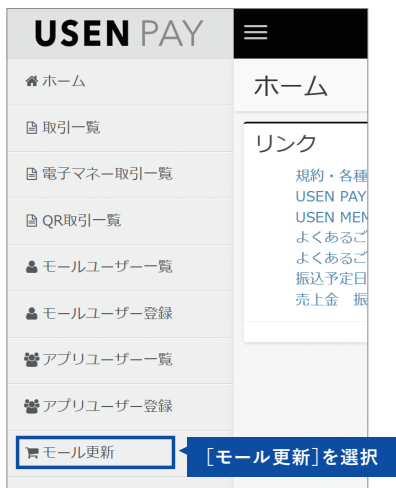 USEN PAY
ホーム
取引一覧
電子マネー取引一覧
QR取引一覧
モールユーザー一覧
モールユーザー登録
アプリユーザー一覧
アプリユーザー登録
モール更新
ホーム
リンク
規約・各種
USEN PAY
USEN MEN
よくあるご
よくあるご
振込予定日
売上金 振
［モール更新］を選択